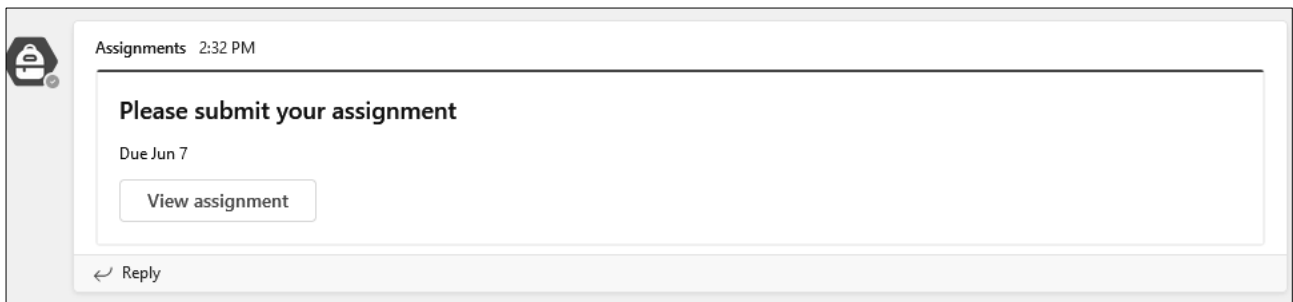 Assignments 2:32 PM
Please submit your assignment
Due Jun 7
View assignment
Reply